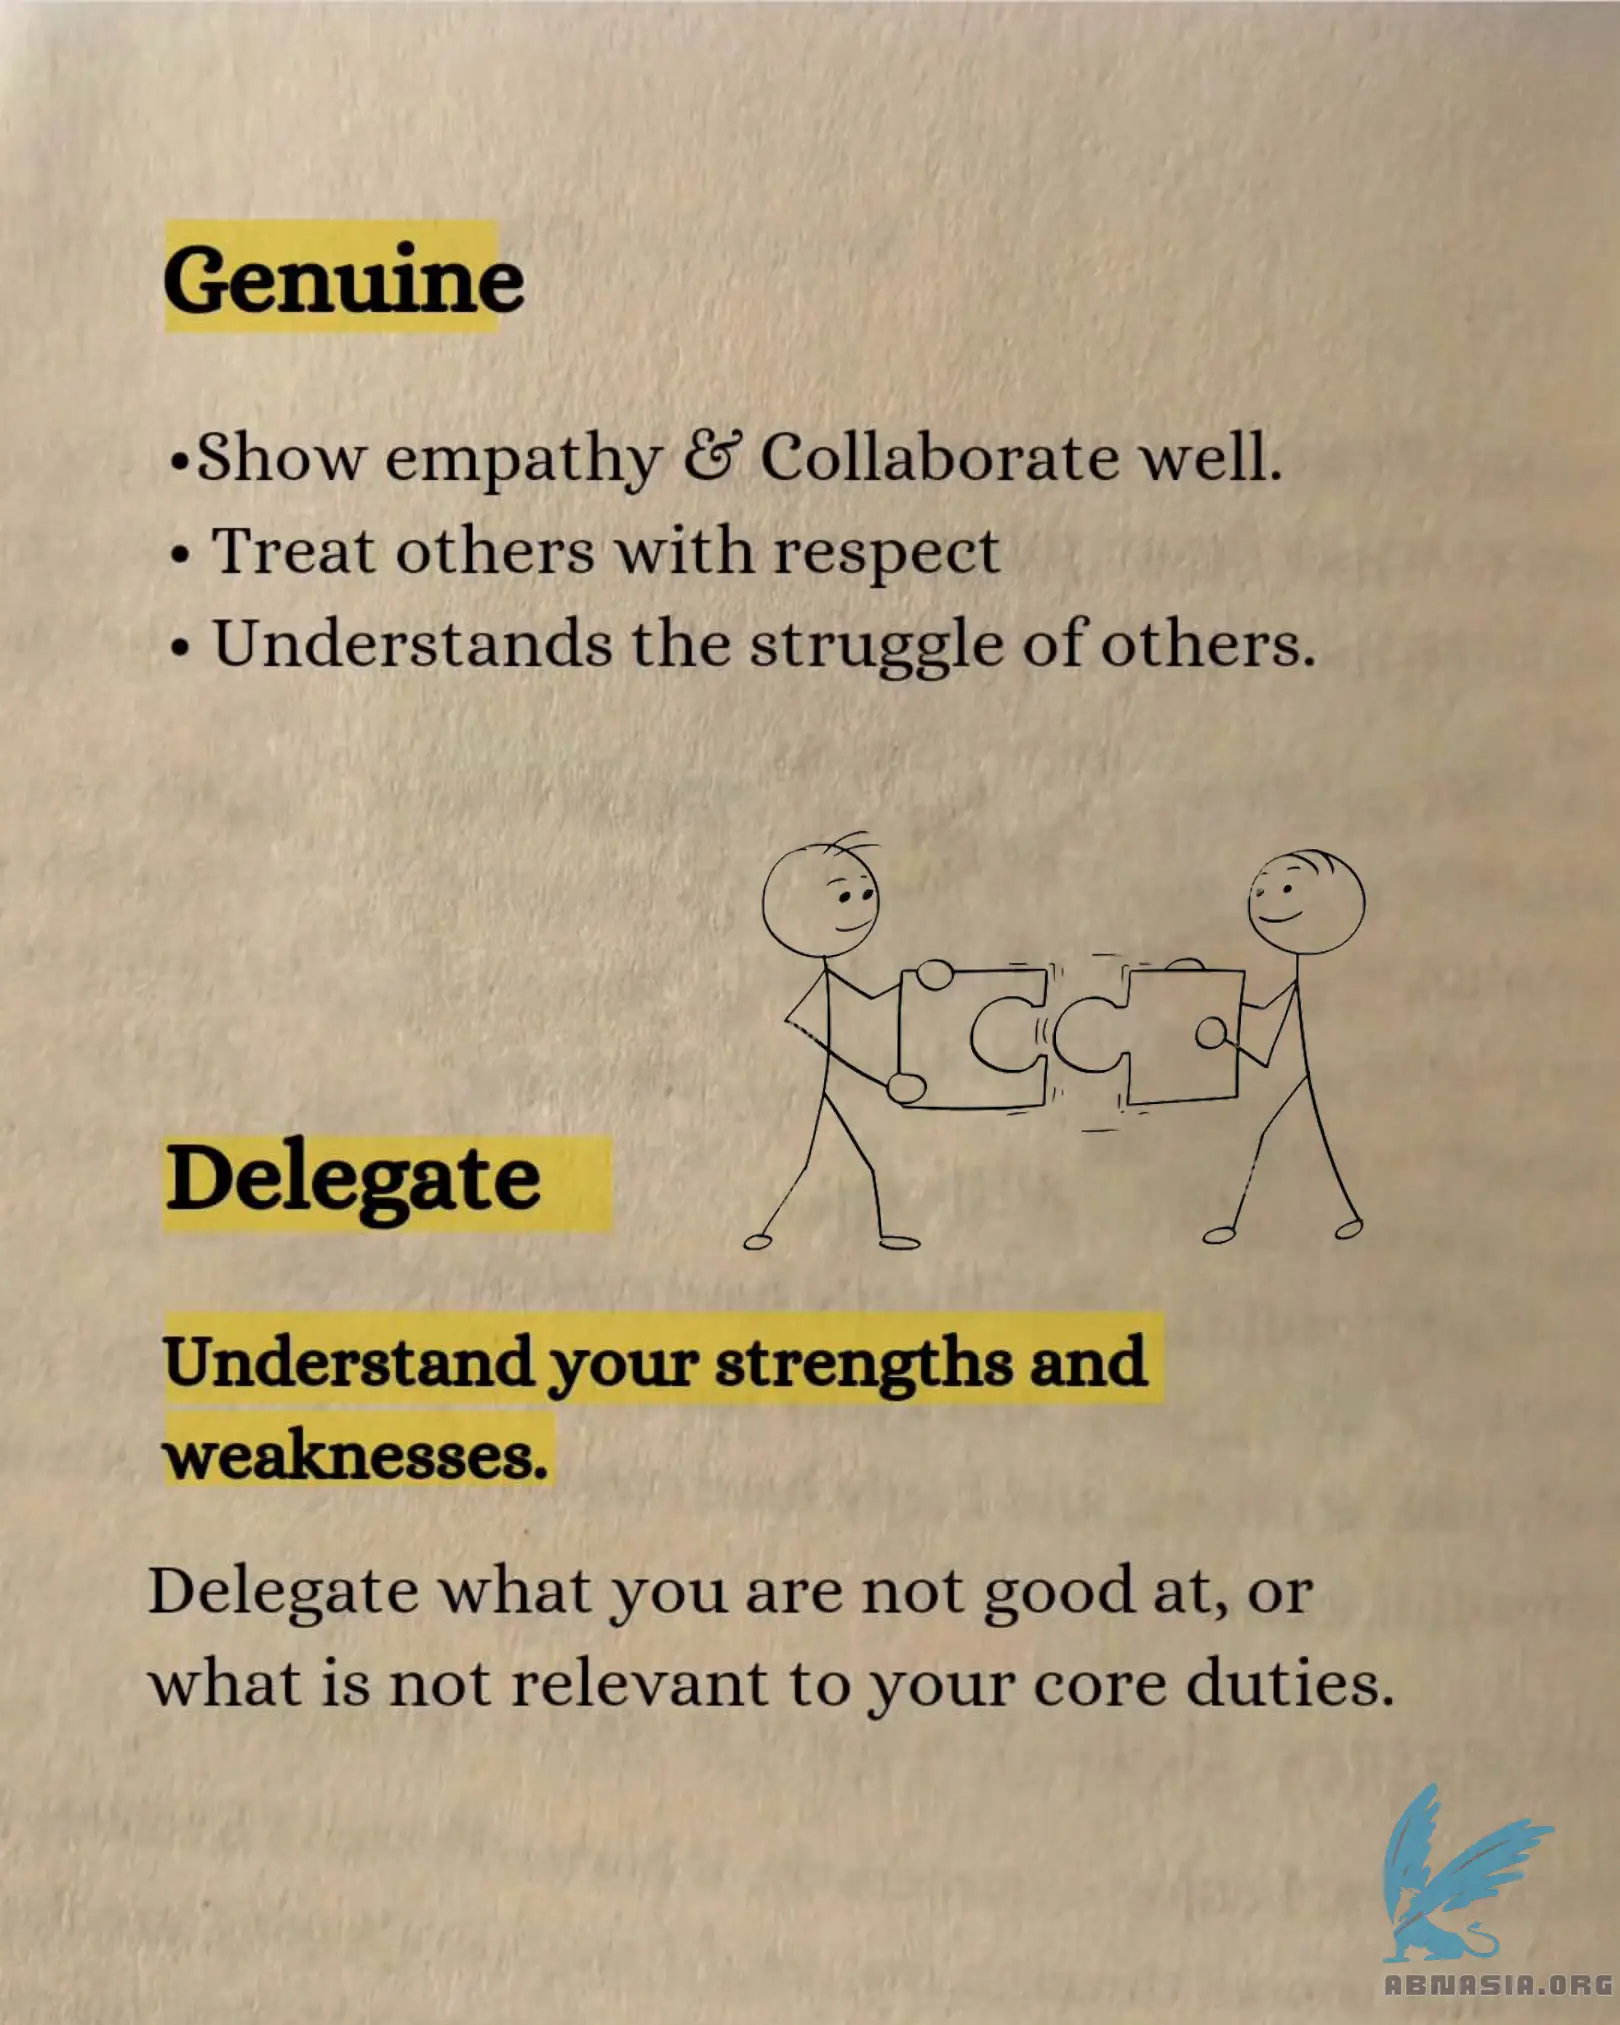 Genuine
•Show empathy & Collaborate well.
• Treat others with respect
• Understands the struggle of others.
Delegate
Understand your strengths and
weaknesses.
Delegate what you are not good at, or
what is not relevant to your core duties.
ABNASIA.ORG